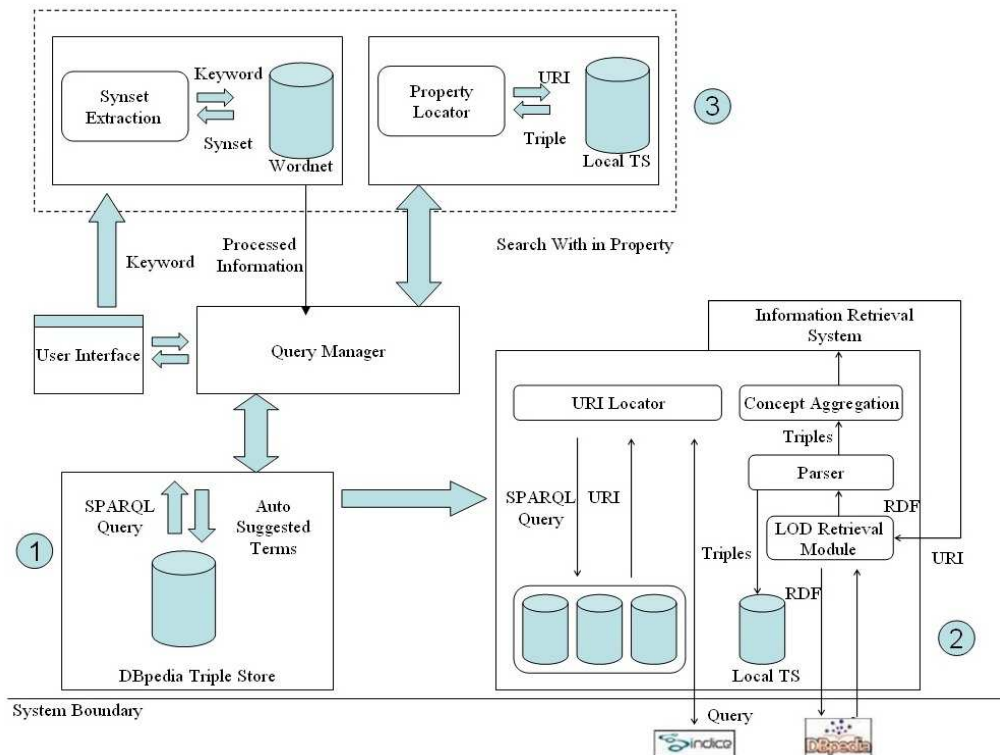 Keyword
Synset
Extraction
Synset
Wordnet
URI
Property
Locator
Triple
Local TS
3
Keyword
Processed
Information
Search With in Property
User Interface
Query Manager
Information Retrieval
System
URI Locator
Concept Aggregation
Triples
Parser
SPARQL
Query
URI
RDF
LOD Retrieval
Module
URI
Triples
RDF
Local TS
2
1
SPARQL
Query
Auto
Suggested
Terms
DBpedia Triple Store
System Boundary
Query
Sindice
DBpedia